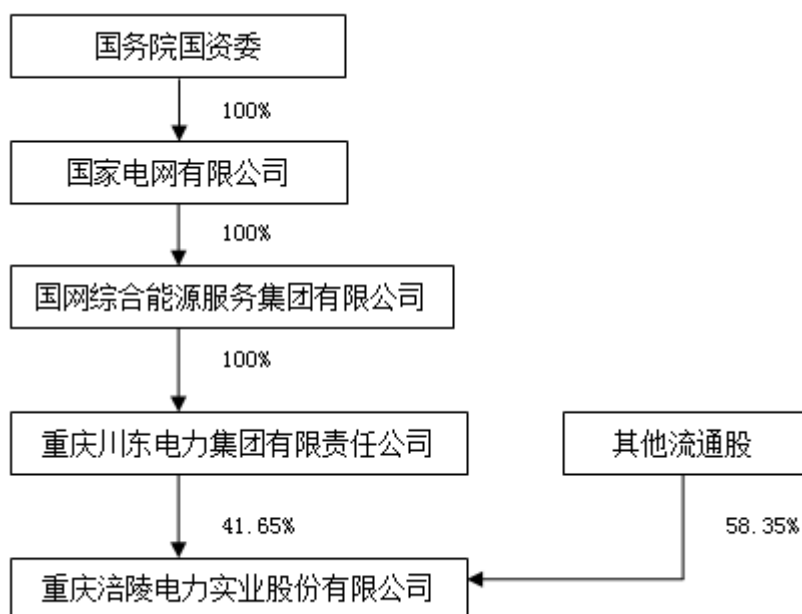 国务院国资委
100%
国家电网有限公司
100%
国网综合能源服务集团有限公司
100%
重庆川东电力集团有限责任公司
其他流通股
41.65%
58.35%
重庆涪陵电力实业股份有限公司